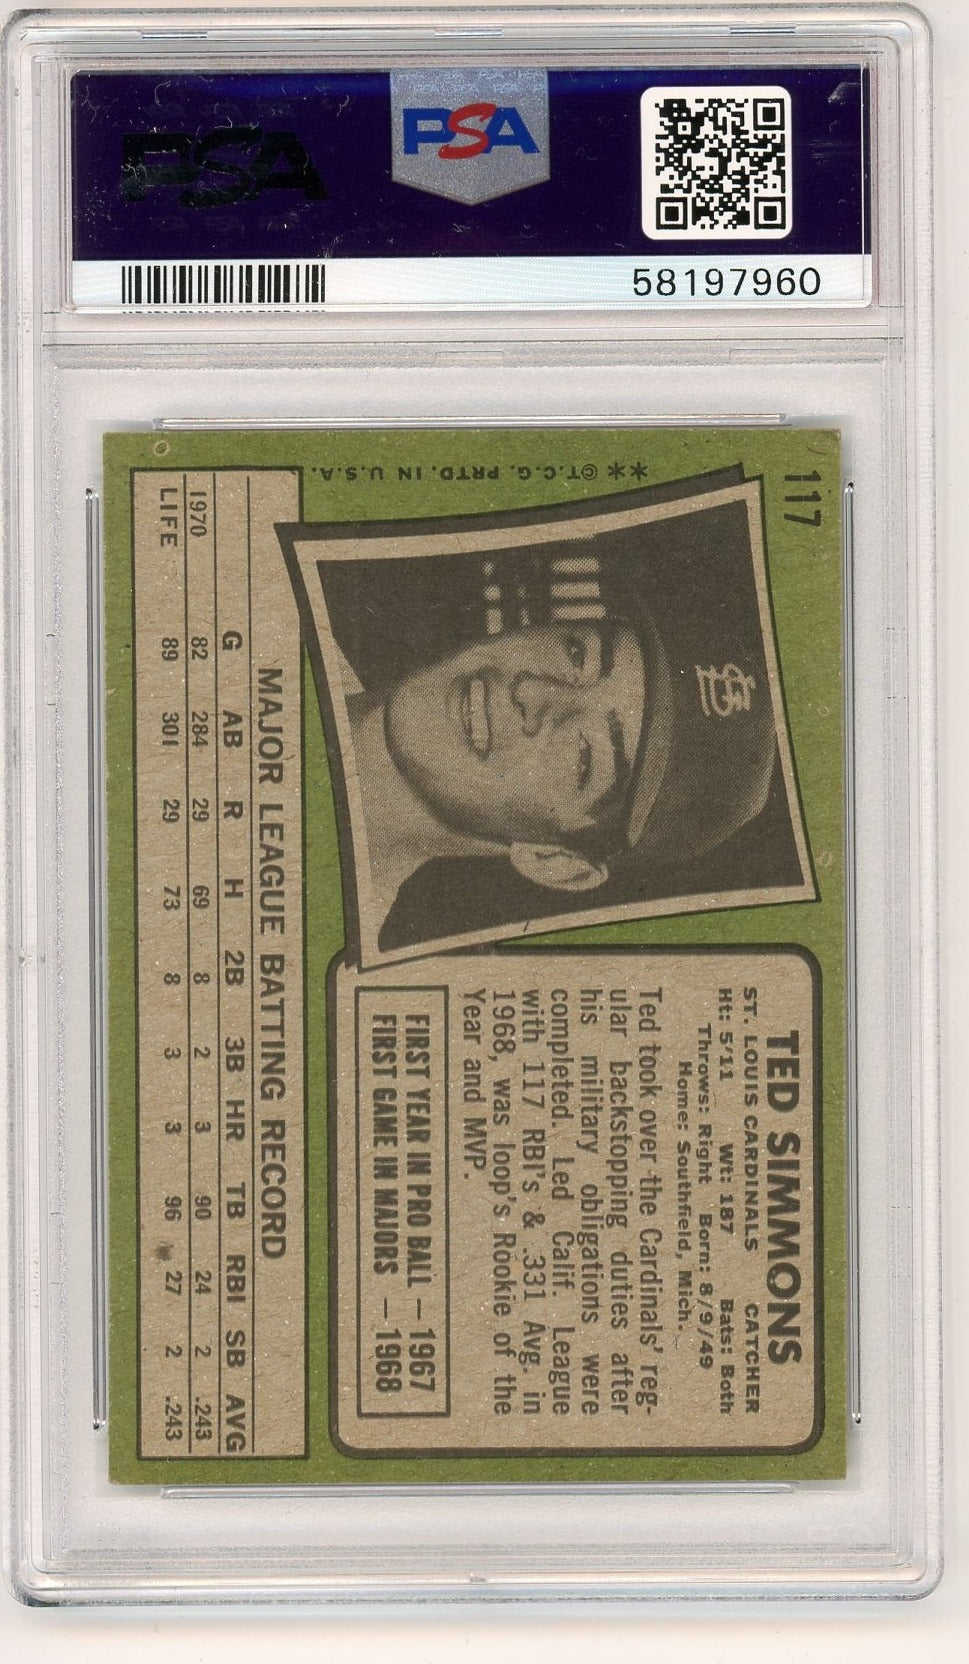 PSA
PSA
58197960
117
** ©T.C.G. PRTD. IN U.S.A.
TED SIMMONS
ST. LOUIS CARDINALS CATCHER
Ht: 5'11 Wt: 187 Bats: Both
Throws: Right Born: 8/9/49
Home: Southfield, Mich.
Ted took over the Cardinals' reg-
ular backstopping duties after
his military obligations were
completed. Led Calif. League
with 117 RBI's & .331 Avg. in
1968, was loop's Rookie of the
Year and MVP.
FIRST YEAR IN PRO BALL — 1967
FIRST GAME IN MAJORS — 1968
MAJOR LEAGUE BATTING RECORD
G AB R H 2B 3B HR TB RBI SB AVG
1970 82 284 29 69 8 2 3 90 24 2 .243
LIFE 89 301 29 73 8 3 3 96 27 2 .243